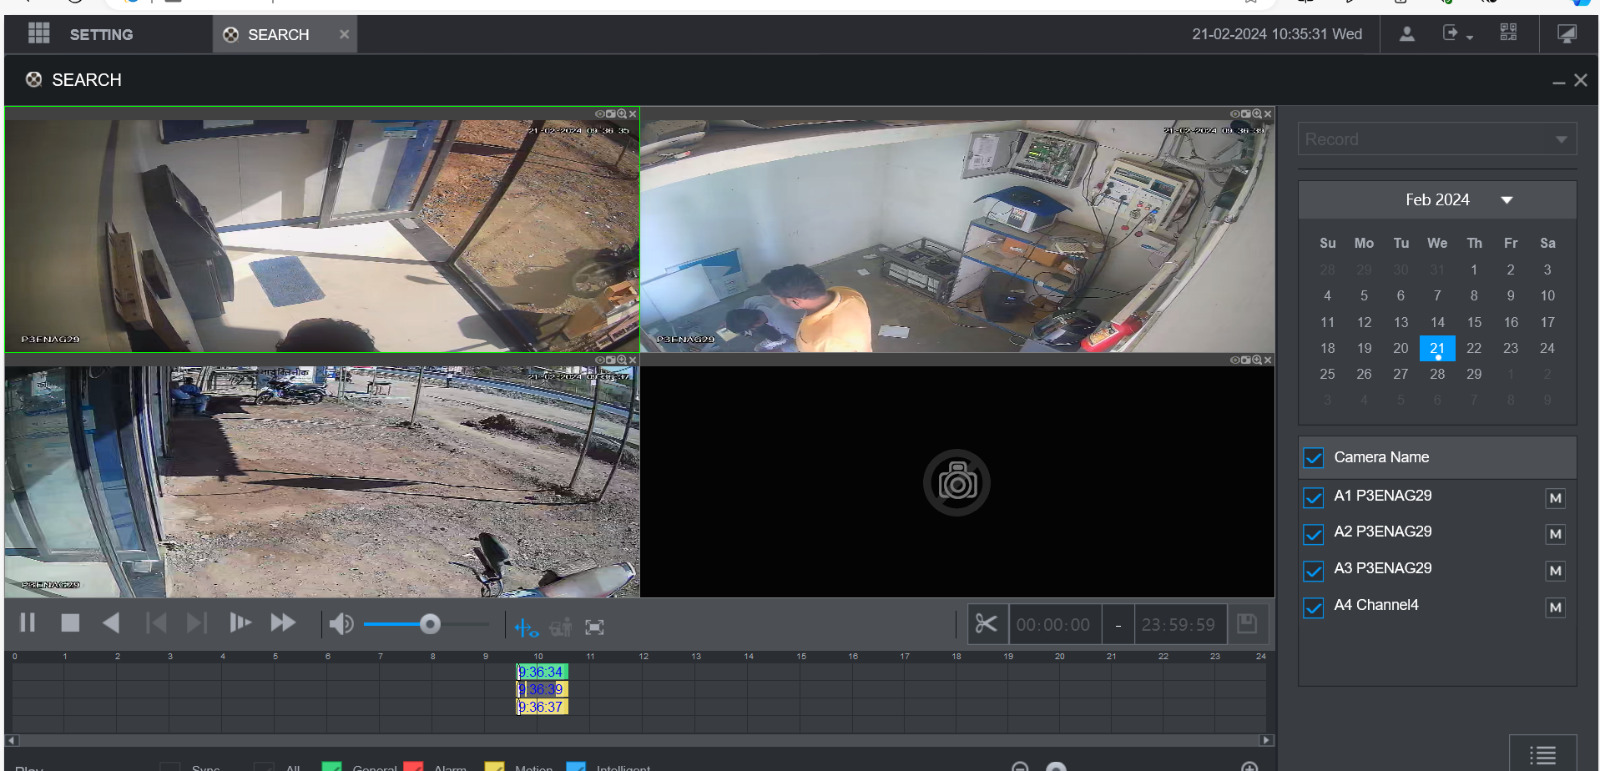 SETTING
SEARCH
21-02-2024 10:35:31 Wed
SEARCH
21-02-2024 09:36:35
21-02-2024 09:36:39
P3ENAG29
P3ENAG29
21-02-2024 09:36:37
P3ENAG29
Record
Feb 2024
Su Mo Tu We Th Fr Sa
28 29 30 31 1 2 3
4 5 6 7 8 9 10
11 12 13 14 15 16 17
18 19 20 21 22 23 24
25 26 27 28 29 1 2
3 4 5 6 7 8 9
Camera Name
A1 P3ENAG29 M
A2 P3ENAG29 M
A3 P3ENAG29 M
A4 Channel4 M
00:00:00 - 23:59:59
0 1 2 3 4 5 6 7 8 9 10 11 12 13 14 15 16 17 18 19 20 21 22 23 24
9:36:34
9:36:39
9:36:37
Play Sync All General Alarm Motion Intelligent